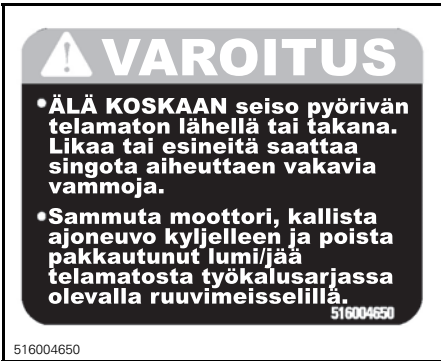 VAROITUS
•ÄLÄ KOSKAAN seiso pyörivän
telamaton lähellä tai takana.
Likaa tai esineitä saattaa
singota aiheuttaen vakavia
vammoja.
•Sammuta moottori, kallista
ajoneuvo kyljelleen ja poista
pakkautunut lumi/jää
telamatosta työkalusarjassa
olevalla ruuvimeisselillä.
516004650
516004650